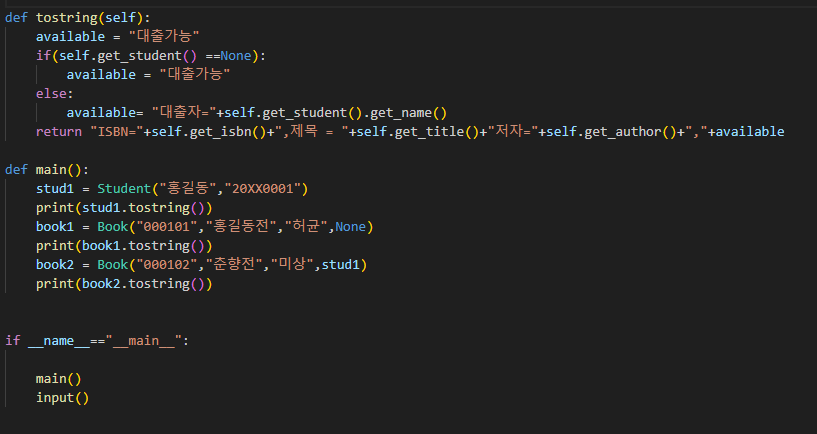 def tostring(self):
    available = "대출가능"
    if(self.get_student() ==None):
        available = "대출가능"
    else:
        available= "대출자="+self.get_student().get_name()
    return "ISBN="+self.get_isbn()+",제목 = "+self.get_title()+"저자="+self.get_author()+","+available
def main():
    stud1 = Student("홍길동","20XX0001")
    print(stud1.tostring())
    book1 = Book("000101","홍길동전","허균",None)
    print(book1.tostring())
    book2 = Book("000102","춘향전","미상",stud1)
    print(book2.tostring())
if __name__=="__main__":
    main()
    input()